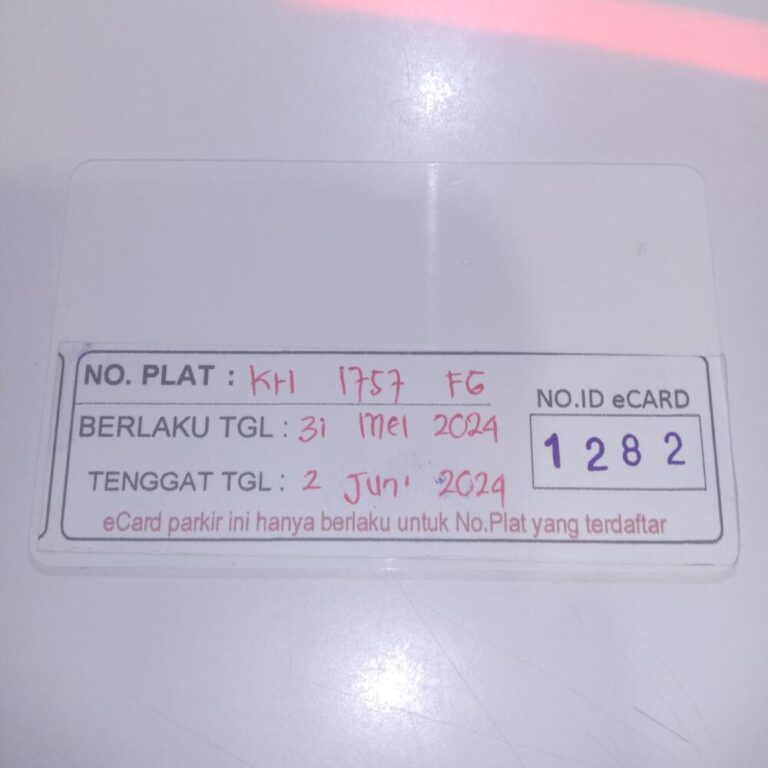 NO. PLAT : KH 1757 FG
NO.ID eCARD
BERLAKU TGL : 31 Mei 2024
1282
TENGGAT TGL : 2 Juni 2024
eCard parkir ini hanya berlaku untuk No.Plat yang terdaftar